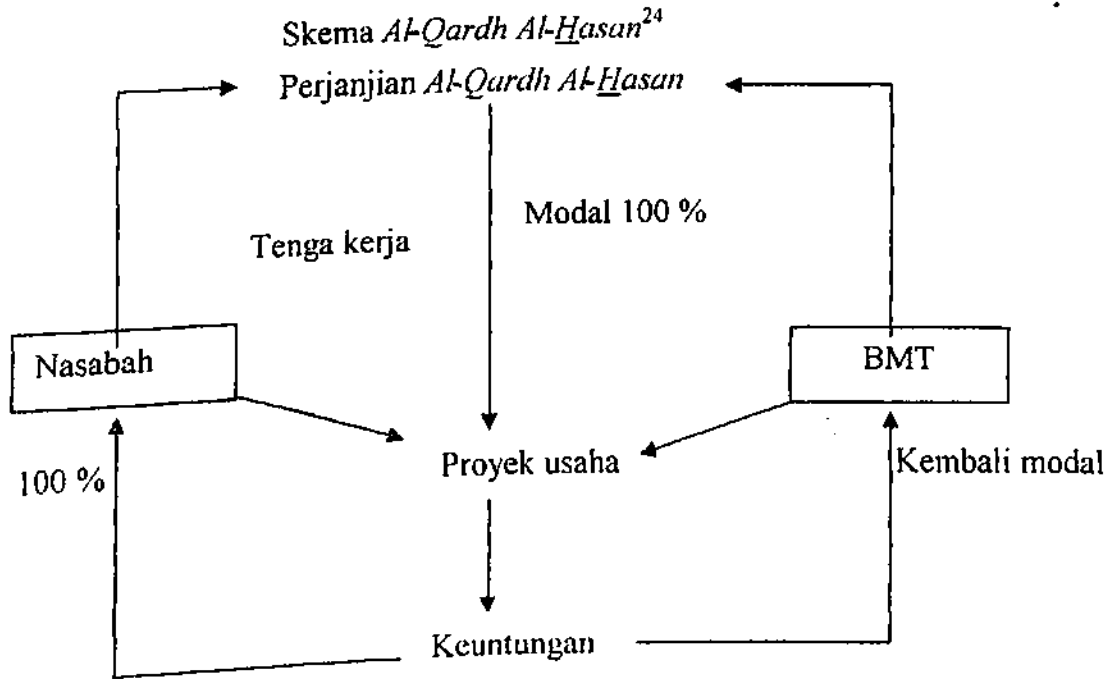 Skema Al-Qardh Al-Hasan²⁴
Perjanjian Al-Qardh Al-Hasan
Modal 100 %
Tenga kerja
Nasabah
BMT
Proyek usaha
Kembali modal
100 %
Keuntungan